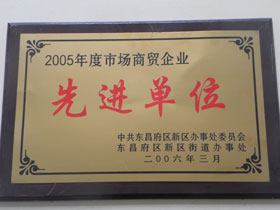 2005年度市场商贸企业
先进单位
中共东昌府区新区办事处委员会
东昌府区新区街道办事处
二00六年三月